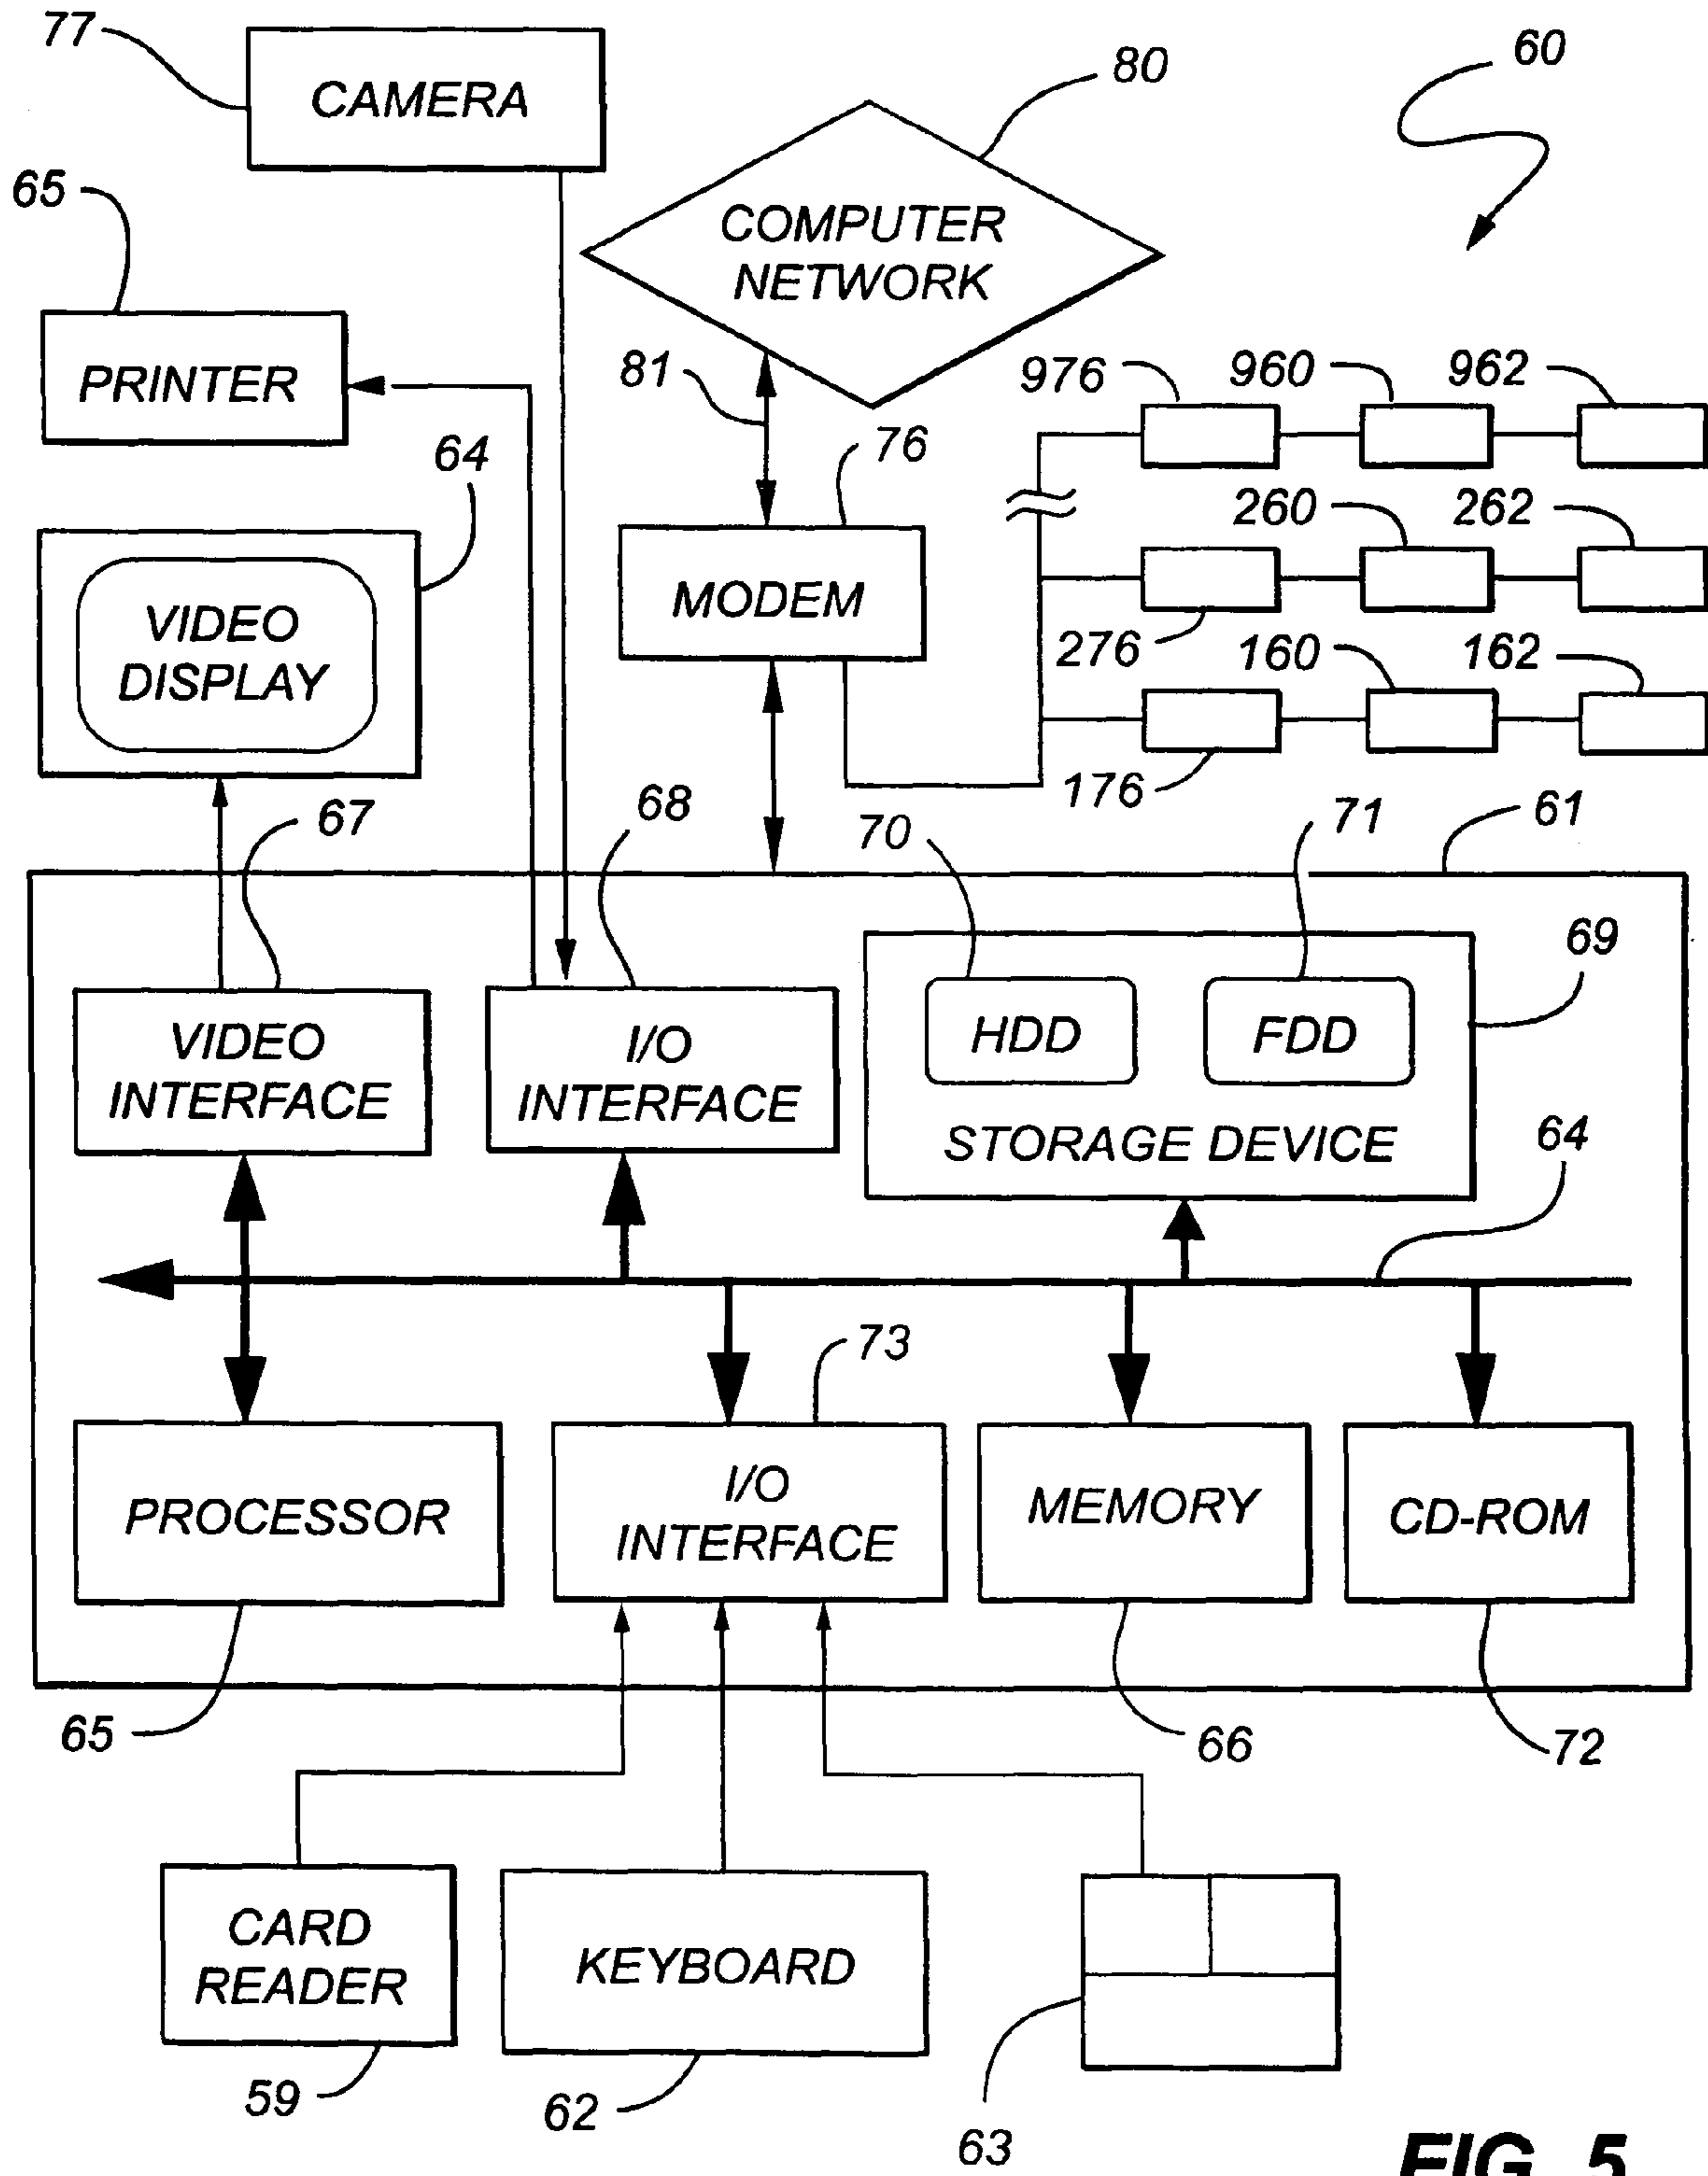 77
CAMERA
60
80
65
COMPUTER
NETWORK
PRINTER
81
976
960
962
64
76
260
262
VIDEO
DISPLAY
MODEM
276
160
162
176
67
68
70
71
61
69
VIDEO
INTERFACE
I/O
INTERFACE
HDD
FDD
STORAGE DEVICE
64
73
PROCESSOR
I/O
INTERFACE
MEMORY
CD-ROM
65
66
72
CARD
READER
KEYBOARD
59
62
63
FIG. 5